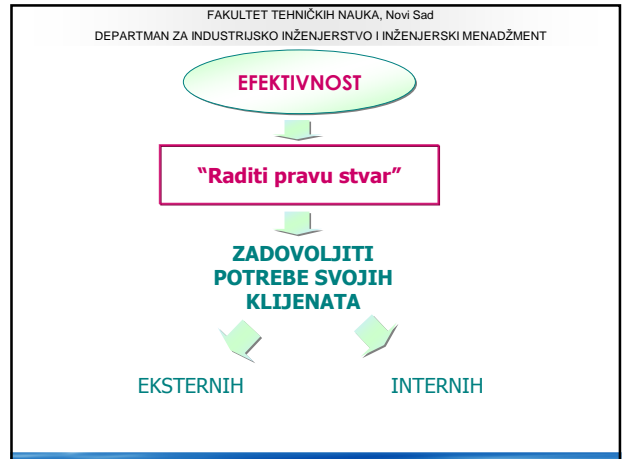 FAKULTET TEHNIČKIH NAUKA, Novi Sad
DEPARTMAN ZA INDUSTRIJSKO INŽENJERSTVO I INŽENJERSKI MENADŽMENT
EFEKTIVNOST
“Raditi pravu stvar”
ZADOVOLJITI
POTREBE SVOJIH
KLIJENATA
EKSTERNIH INTERNIH